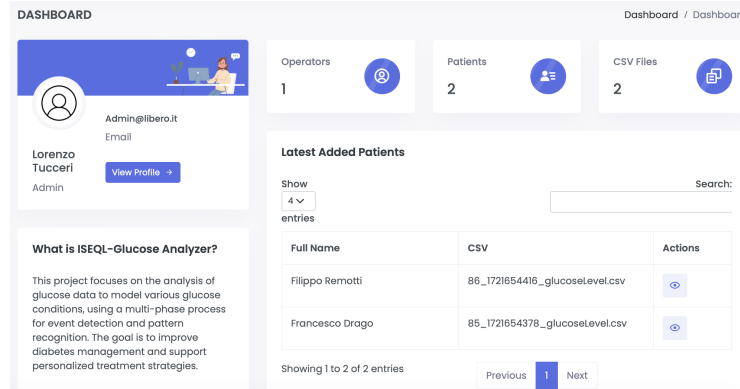 DASHBOARD
Dashboard / Dashboar
Admin@libero.it
Email
Lorenzo
Tucceri
Admin
View Profile →
Operators
1
Patients
2
CSV Files
2
What is ISEQL-Glucose Analyzer?
This project focuses on the analysis of
glucose data to model various glucose
conditions, using a multi-phase process
for event detection and pattern
recognition. The goal is to improve
diabetes management and support
personalized treatment strategies.
Latest Added Patients
Show
4
entries
Search:
Full Name CSV Actions
Filippo Remotti 86_1721654416_glucoseLevel.csv
Francesco Drago 85_1721654378_glucoseLevel.csv
Showing 1 to 2 of 2 entries
Previous 1 Next